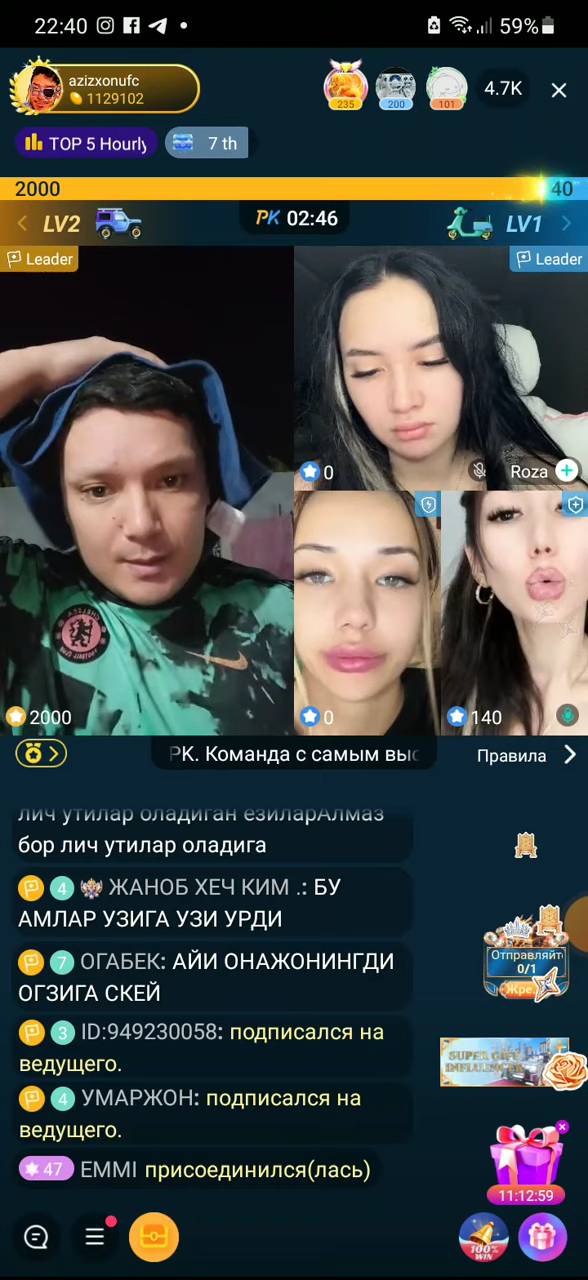 22:40
59%
azizxonufc
1129102
235
200
101
4.7K
TOP 5 Hourly
7 th
2000
40
LV2
PK 02:46
LV1
Leader
Leader
CHELSEA
0
Roza
2000
0
140
PK. Команда с самым выс
Правила
лич утилар оладиган езиларАлмаз
бор лич утилар оладига
4 ЖАНОБ ХЕЧ КИМ .: БУ
АМЛАР УЗИГА УЗИ УРДИ
7 ОГАБЕК: АЙИ ОНАЖОНИНГДИ
ОГЗИГА СКЕЙ
Отправляйт
0/1
Жре
3 ID:949230058: подписался на
ведущего.
SUPER GIFT
INFLUENCER
4 УМАРЖОН: подписался на
ведущего.
47 EMMI присоединился(лась)
11:12:59
100%
WIN